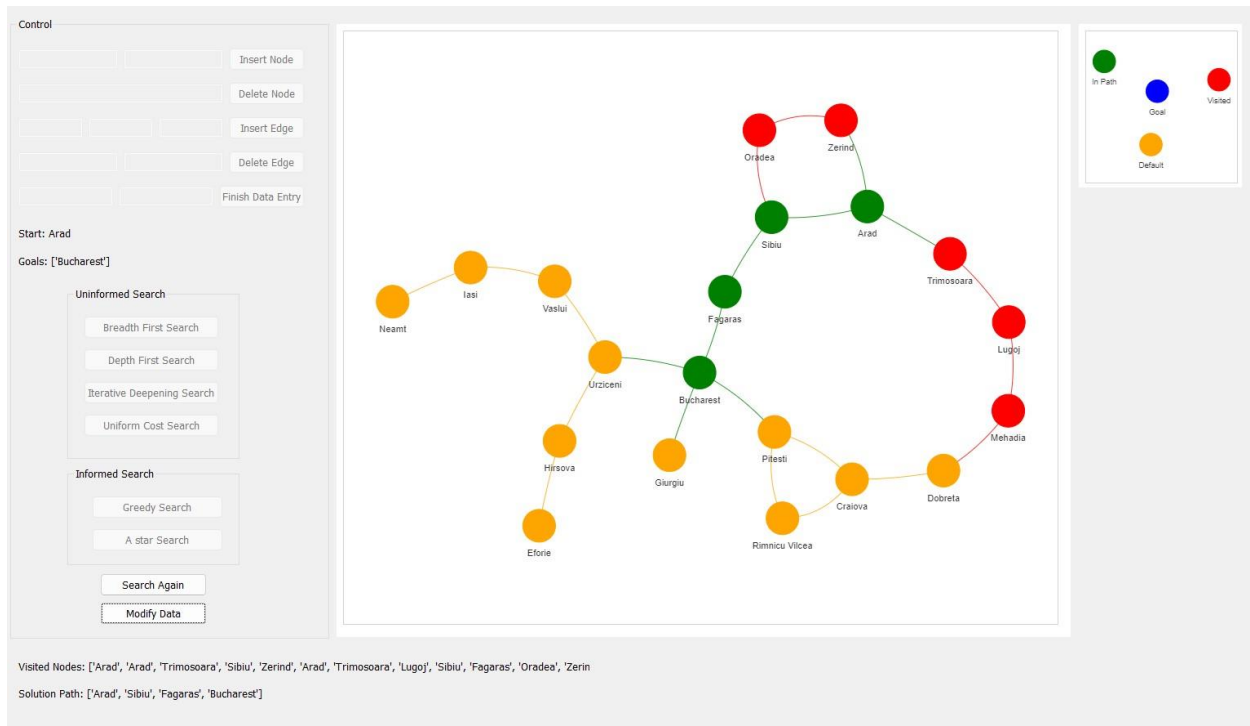 Control
Insert Node
Delete Node
Insert Edge
Delete Edge
Finish Data Entry
Start: Arad
Goals: ['Bucharest']
Uninformed Search
Breadth First Search
Depth First Search
Iterative Deepening Search
Uniform Cost Search
Informed Search
Greedy Search
A star Search
Search Again
Modify Data
Oradea
Zerind
Sibiu
Arad
Trimosoara
Iasi
Vaslui
Neamt
Fagaras
Lugoj
Urziceni
Bucharest
Mehadia
Hirsova
Giurgiu
Pitesti
Craiova
Dobreta
Eforie
Rimnicu Vilcea
In Path
Goal
Visited
Default
Visited Nodes: ['Arad', 'Arad', 'Trimosoara', 'Sibiu', 'Zerind', 'Arad', 'Trimosoara', 'Lugoj', 'Sibiu', 'Fagaras', 'Oradea', 'Zerin
Solution Path: ['Arad', 'Sibiu', 'Fagaras', 'Bucharest']